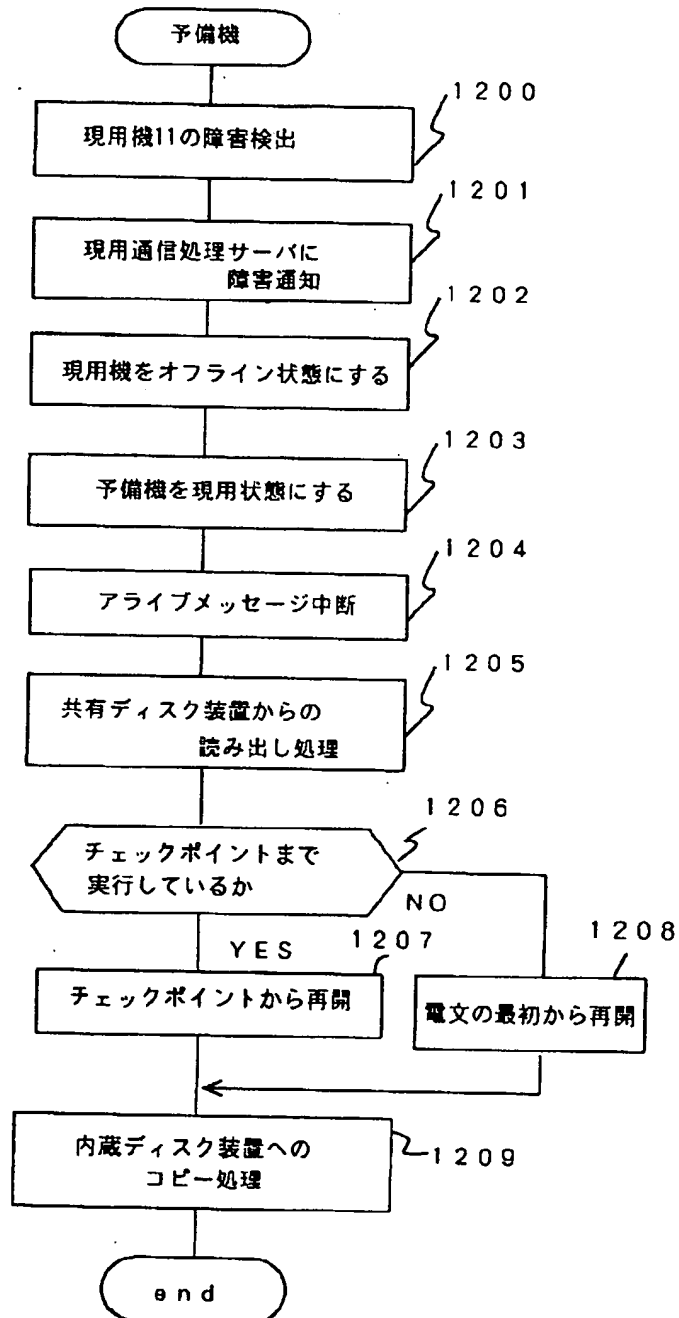 予備機
1200
現用機11の障害検出
1201
現用通信処理サーバに
障害通知
1202
現用機をオフライン状態にする
1203
予備機を現用状態にする
1204
アライブメッセージ中断
1205
共有ディスク装置からの
読み出し処理
1206
チェックポイントまで
実行しているか
NO
YES
1207
1208
チェックポイントから再開
電文の最初から再開
内蔵ディスク装置への
コピー処理
1209
end